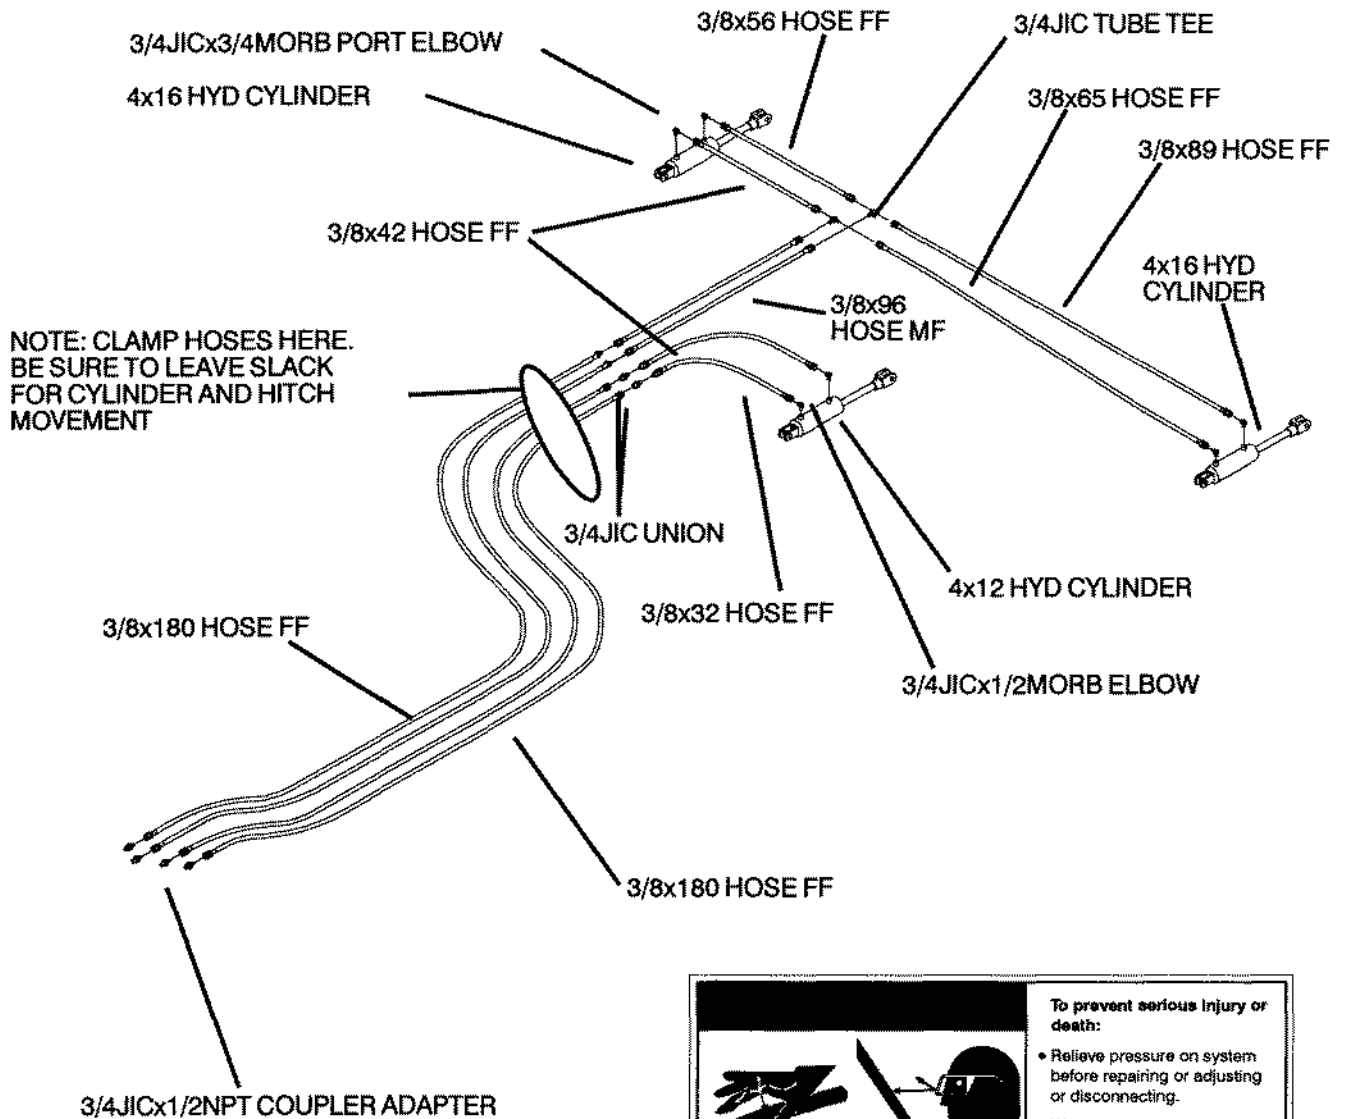 3/8x56 HOSE FF
3/4JIC TUBE TEE
3/4JICx3/4MORB PORT ELBOW
4x16 HYD CYLINDER
3/8x65 HOSE FF
3/8x89 HOSE FF
3/8x42 HOSE FF
4x16 HYD
CYLINDER
3/8x96
HOSE MF
NOTE: CLAMP HOSES HERE.
BE SURE TO LEAVE SLACK
FOR CYLINDER AND HITCH
MOVEMENT
3/4JIC UNION
4x12 HYD CYLINDER
3/8x32 HOSE FF
3/8x180 HOSE FF
3/4JICx1/2MORB ELBOW
3/8x180 HOSE FF
3/4JICx1/2NPT COUPLER ADAPTER
To prevent serious injury or
death:
• Relieve pressure on system
before repairing or adjusting
or disconnecting.